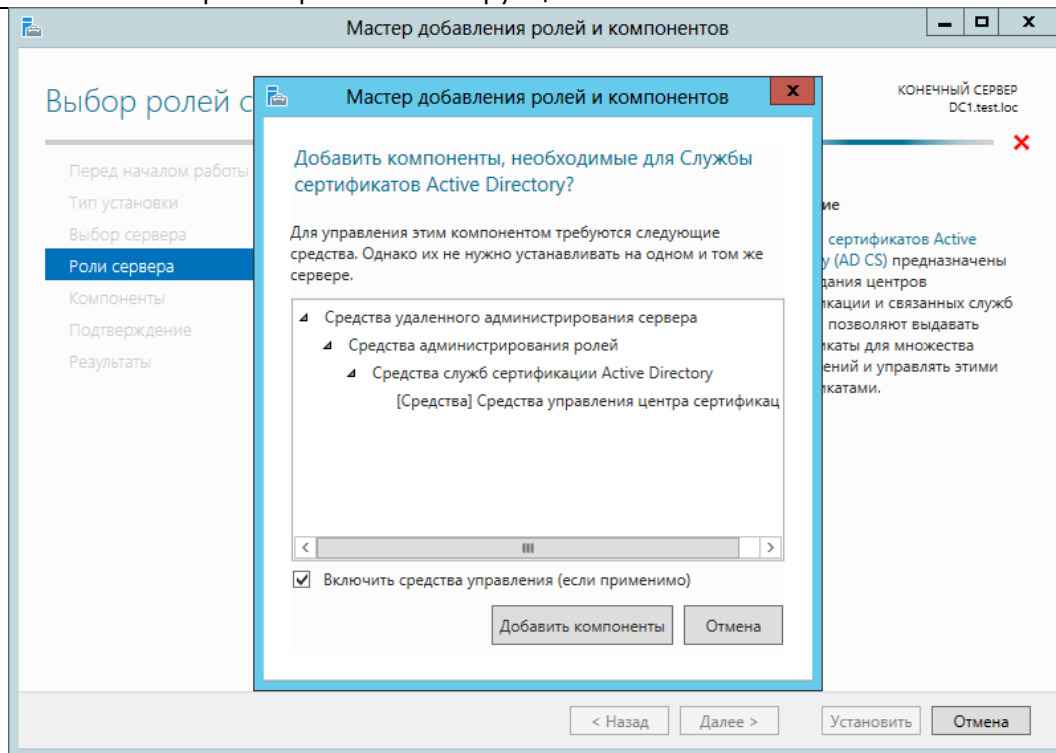 Мастер добавления ролей и компонентов
Выбор ролей с
КОНЕЧНЫЙ СЕРВЕР
DC1.test.loc
Перед началом работы
Тип установки
Выбор сервера
Роли сервера
Компоненты
Подтверждение
Результаты
Мастер добавления ролей и компонентов
Добавить компоненты, необходимые для Службы
сертификатов Active Directory?
Для управления этим компонентом требуются следующие
средства. Однако их не нужно устанавливать на одном и том же
сервере.
Средства удаленного администрирования сервера
Средства администрирования ролей
Средства служб сертификации Active Directory
[Средства] Средства управления центра сертификац
Включить средства управления (если применимо)
Добавить компоненты
Отмена
ие
сертификатов Active
y (AD CS) предназначены
дания центров
икации и связанных служб
позволяют выдавать
икаты для множества
ений и управлять этими
икатами.
< Назад
Далее >
Установить
Отмена